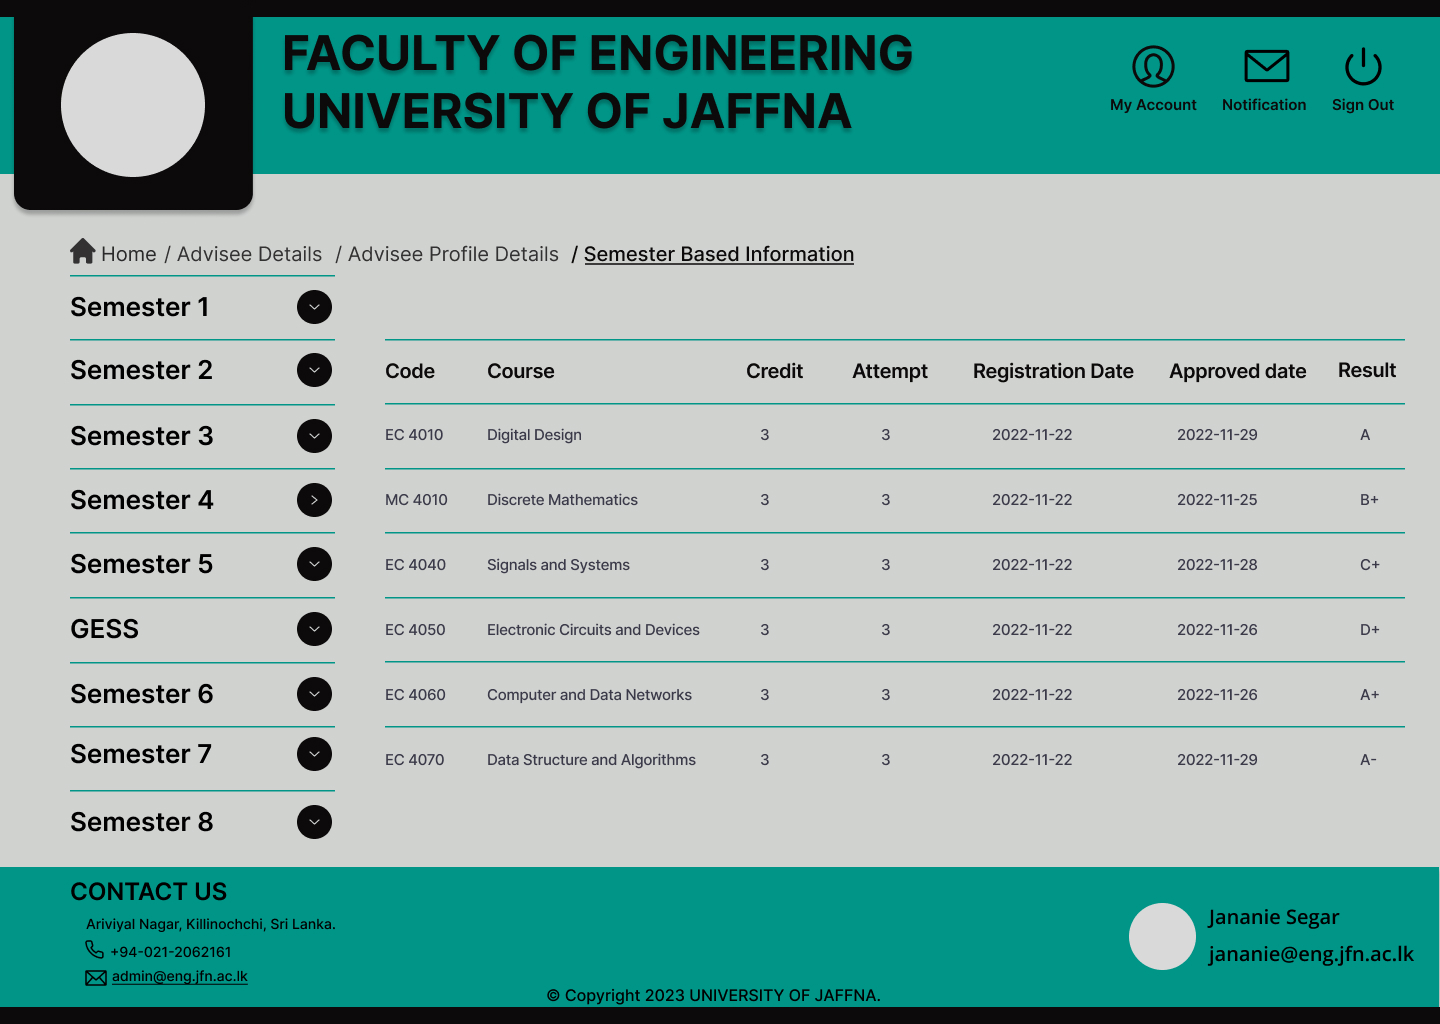 FACULTY OF ENGINEERING
UNIVERSITY OF JAFFNA
My Account Notification Sign Out
Home / Advisee Details / Advisee Profile Details / Semester Based Information
Semester 1
Semester 2
Semester 3
Semester 4
Semester 5
GESS
Semester 6
Semester 7
Semester 8
Code Course Credit Attempt Registration Date Approved date Result
EC 4010 Digital Design 3 3 2022-11-22 2022-11-29 A
MC 4010 Discrete Mathematics 3 3 2022-11-22 2022-11-25 B+
EC 4040 Signals and Systems 3 3 2022-11-22 2022-11-28 C+
EC 4050 Electronic Circuits and Devices 3 3 2022-11-22 2022-11-26 D+
EC 4060 Computer and Data Networks 3 3 2022-11-22 2022-11-26 A+
EC 4070 Data Structure and Algorithms 3 3 2022-11-22 2022-11-29 A-
CONTACT US
Ariviyal Nagar, Killinochchi, Sri Lanka.
+94-021-2062161
admin@eng.jfn.ac.lk
© Copyright 2023 UNIVERSITY OF JAFFNA.
Jananie Segar
jananie@eng.jfn.ac.lk